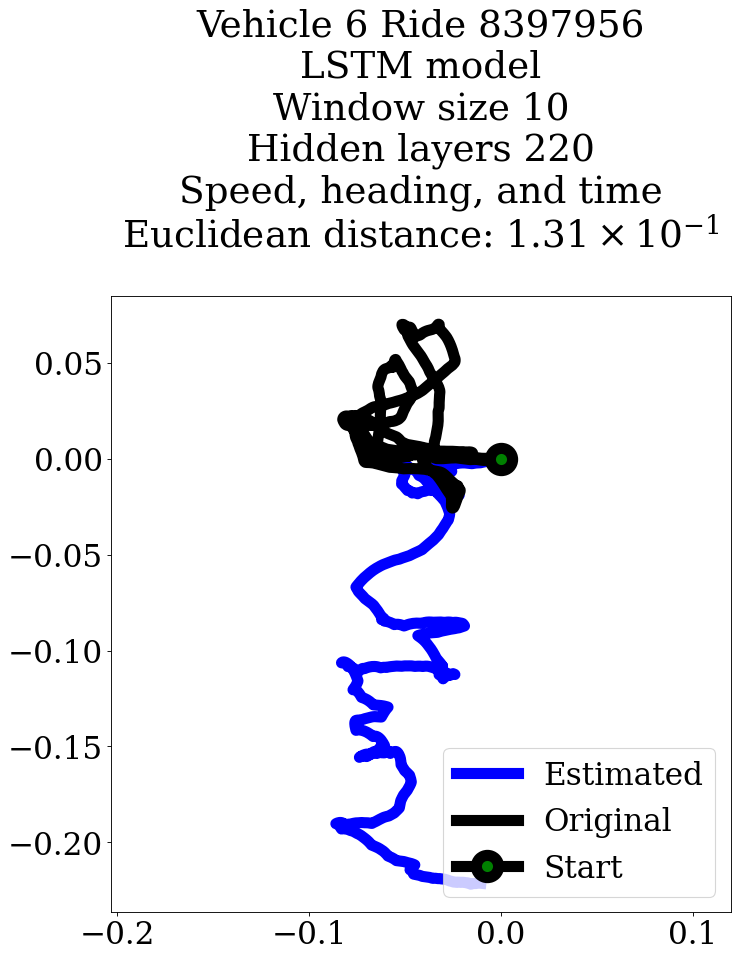 Vehicle 6 Ride 8397956
LSTM model
Window size 10
Hidden layers 220
Speed, heading, and time
Euclidean distance: 1.31 × 10⁻¹
0.05
0.00
−0.05
−0.10
−0.15
−0.20
−0.2 −0.1 0.0 0.1
Estimated
Original
Start